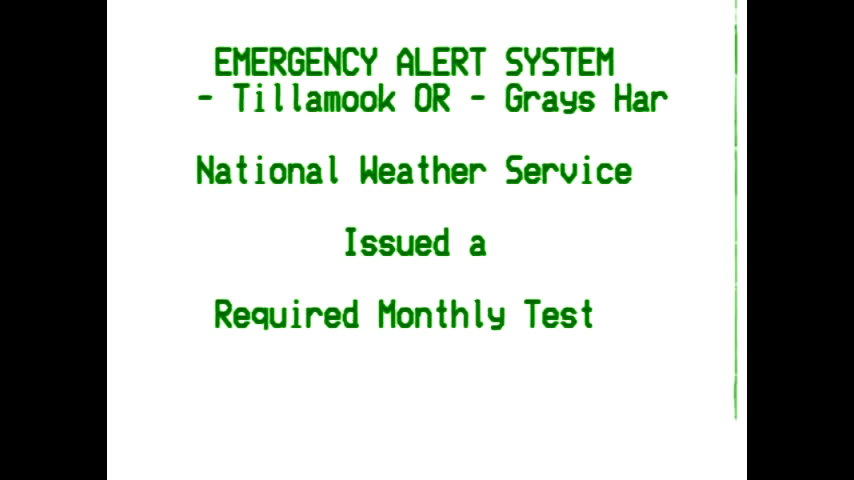 EMERGENCY ALERT SYSTEM
- Tillamook OR - Grays Har
National Weather Service
Issued a
Required Monthly Test